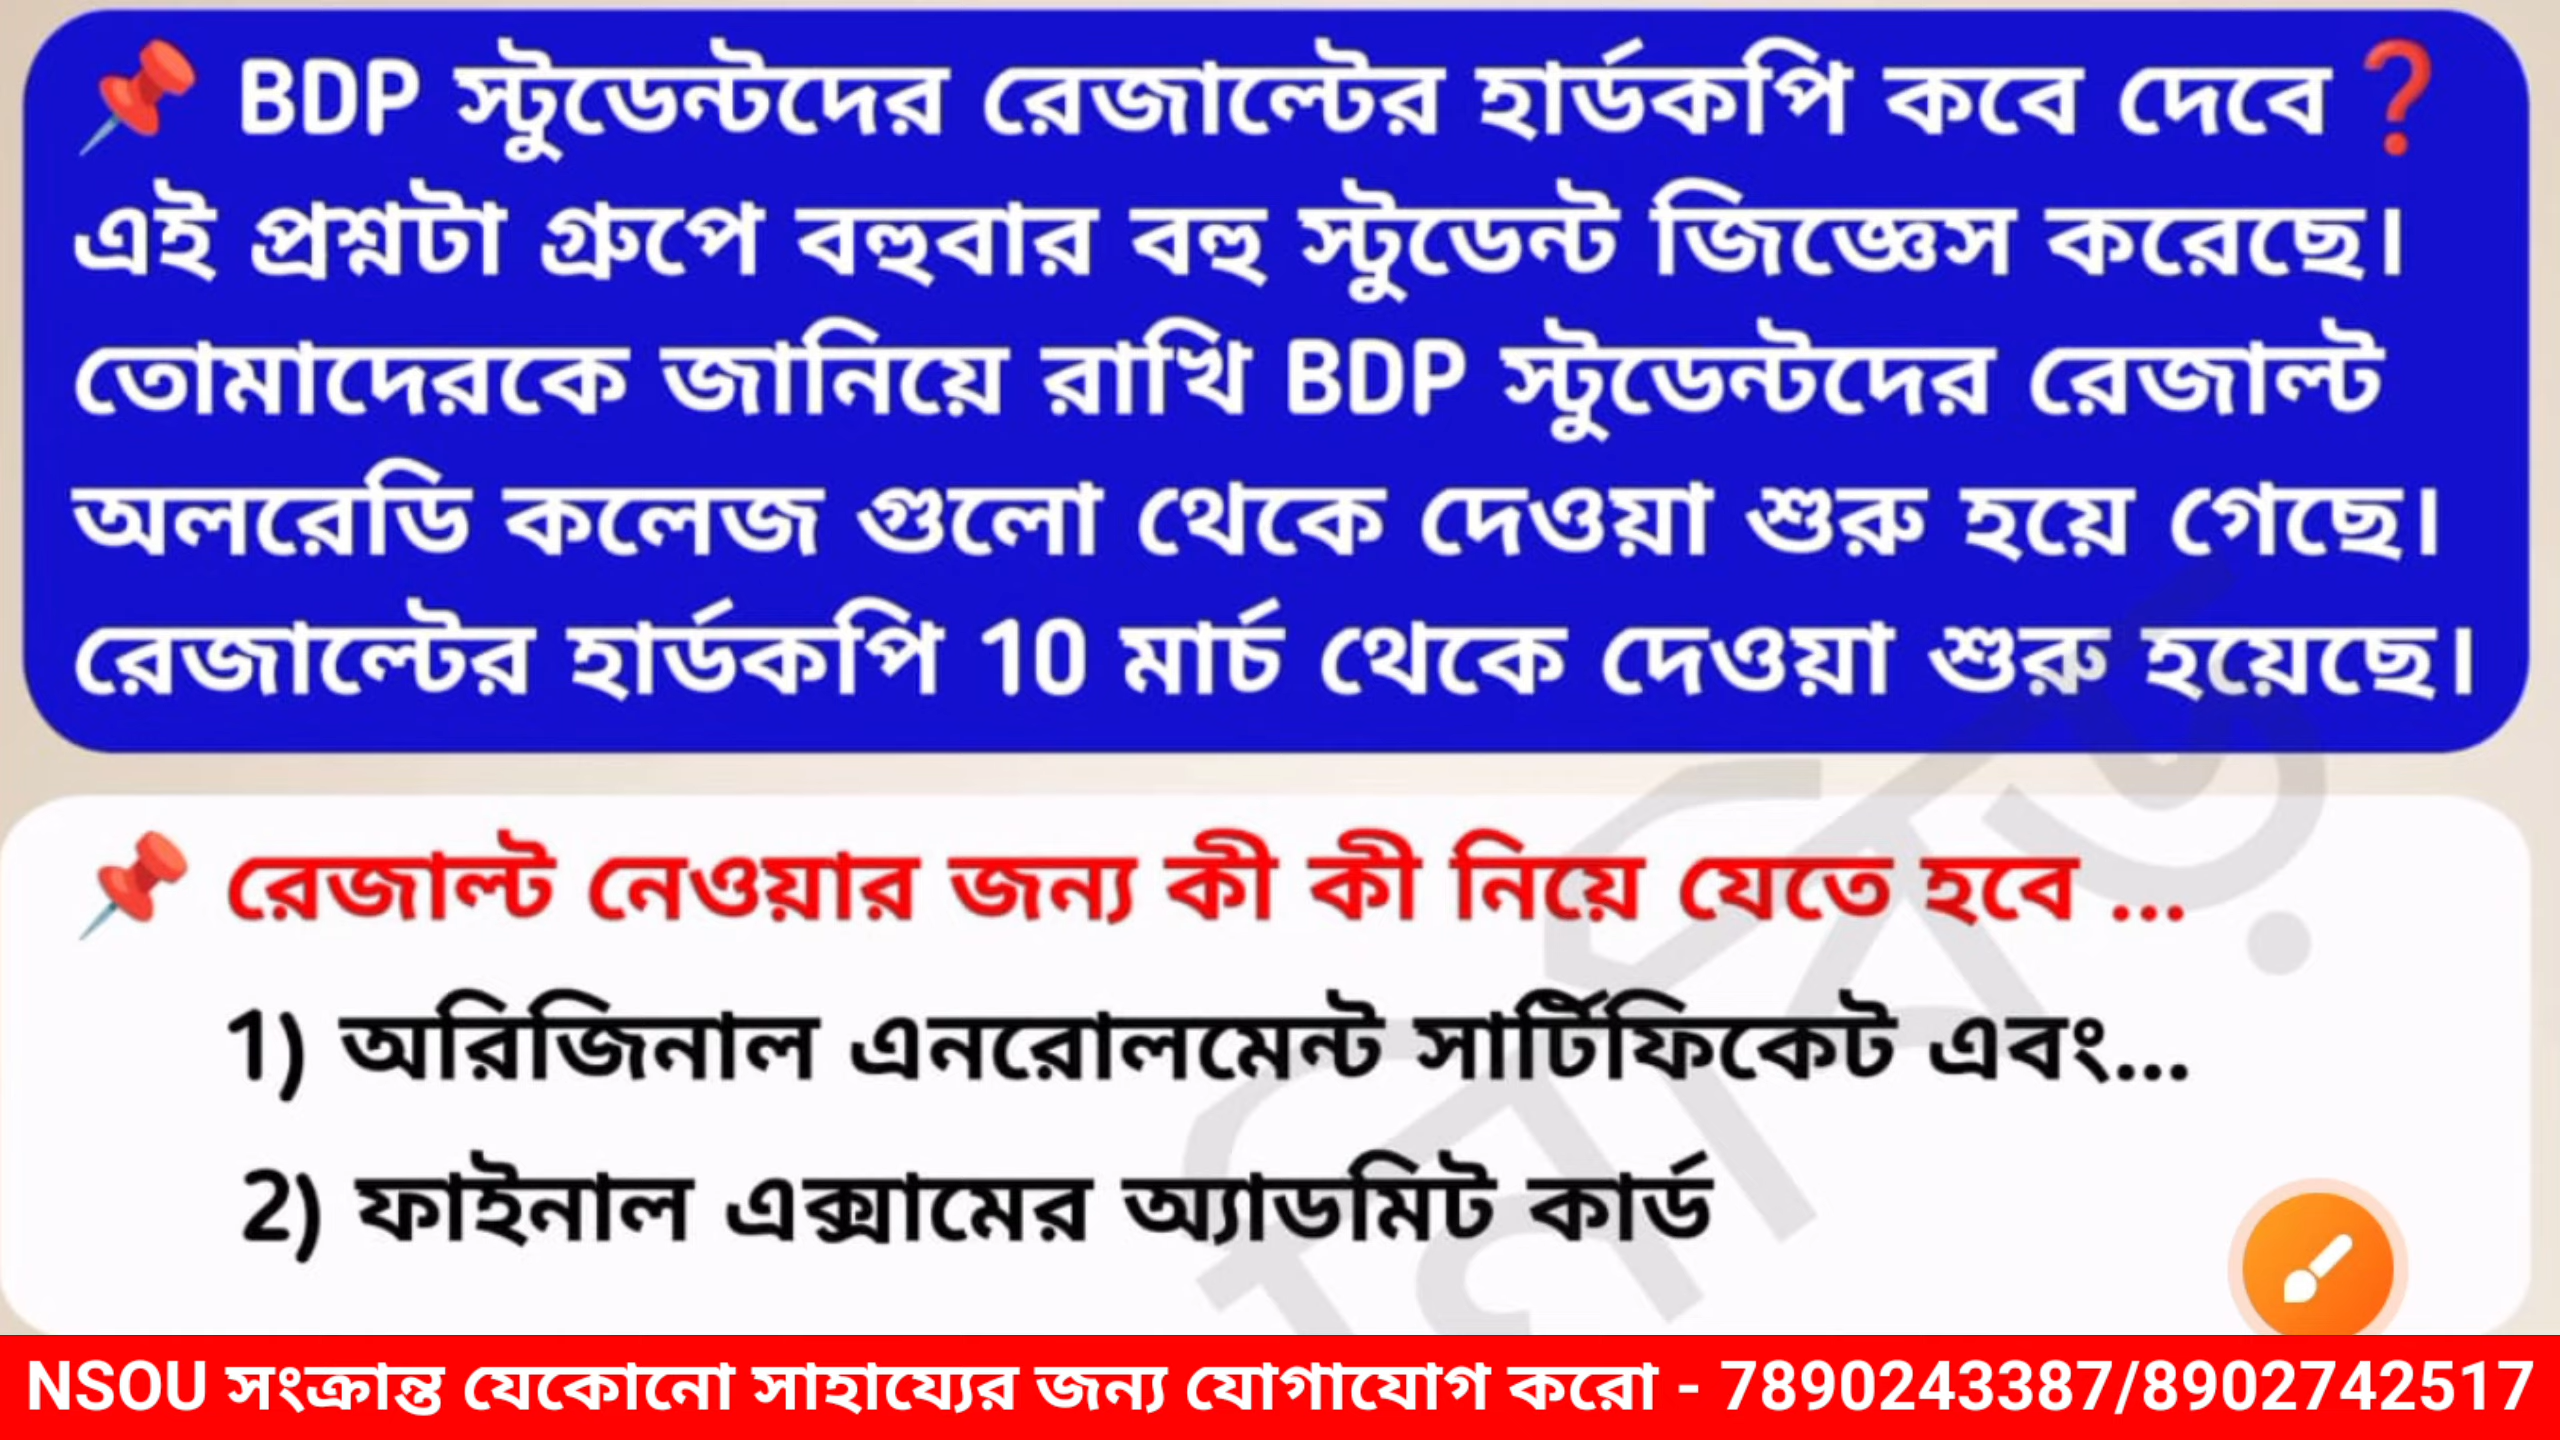 📌 BDP স্টুডেন্টদের রেজাল্টের হার্ডকপি কবে দেবে❓
এই প্রশ্নটা গ্রুপে বহুবার বহু স্টুডেন্ট জিজ্ঞেস করেছে।
তোমাদেরকে জানিয়ে রাখি BDP স্টুডেন্টদের রেজাল্ট
অলরেডি কলেজ গুলো থেকে দেওয়া শুরু হয়ে গেছে।
রেজাল্টের হার্ডকপি 10 মার্চ থেকে দেওয়া শুরু হয়েছে।
📌 রেজাল্ট নেওয়ার জন্য কী কী নিয়ে যেতে হবে ...
1) অরিজিনাল এনরোলমেন্ট সার্টিফিকেট এবং...
2) ফাইনাল এক্সামের অ্যাডমিট কার্ড
NSOU সংক্রান্ত যেকোনো সাহায্যের জন্য যোগাযোগ করো - 7890243387/8902742517